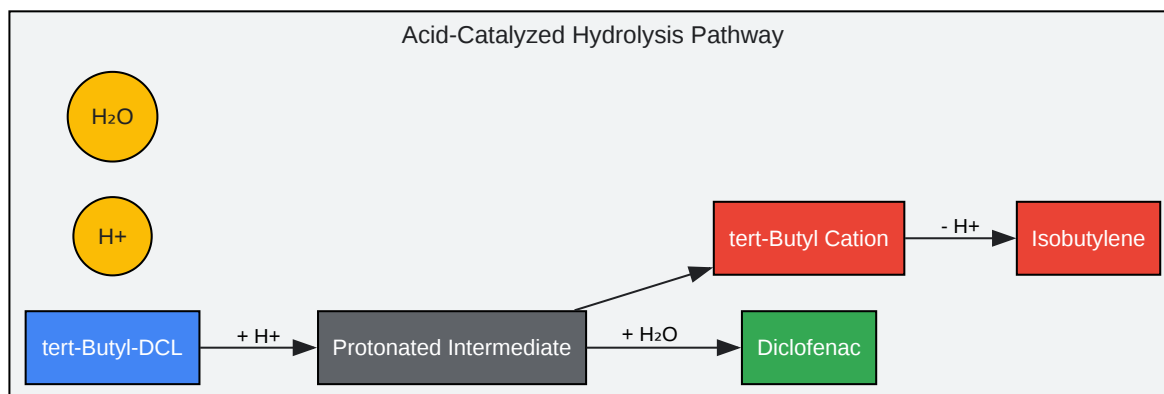 Acid-Catalyzed Hydrolysis Pathway
H₂O
H+
tert-Butyl Cation
- H+
Isobutylene
tert-Butyl-DCL
+ H+
Protonated Intermediate
+ H₂O
Diclofenac